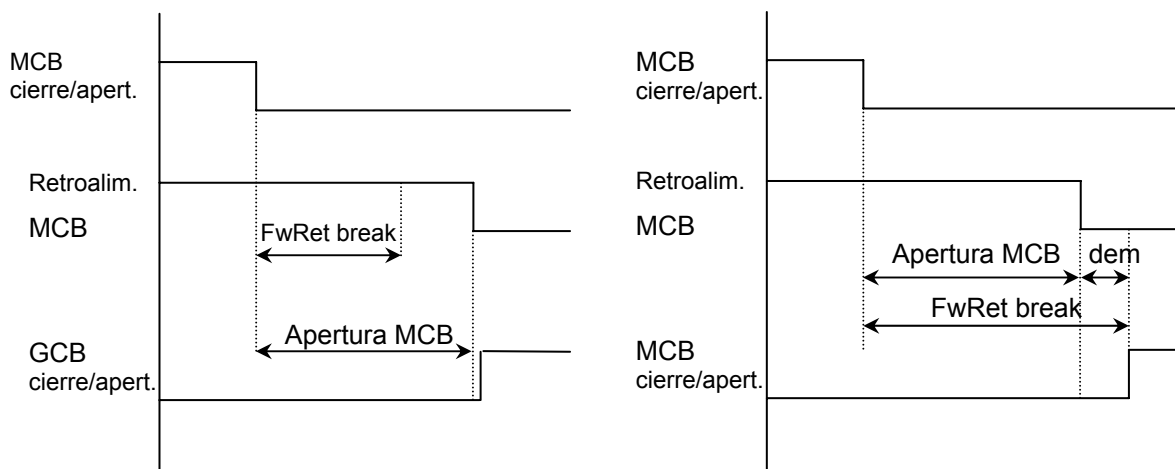 MCB
cierre/apert.
Retroalim.
MCB
FwRet break
Apertura MCB
GCB
cierre/apert.
MCB
cierre/apert.
Retroalim.
MCB
Apertura MCB
dem
FwRet break
MCB
cierre/apert.